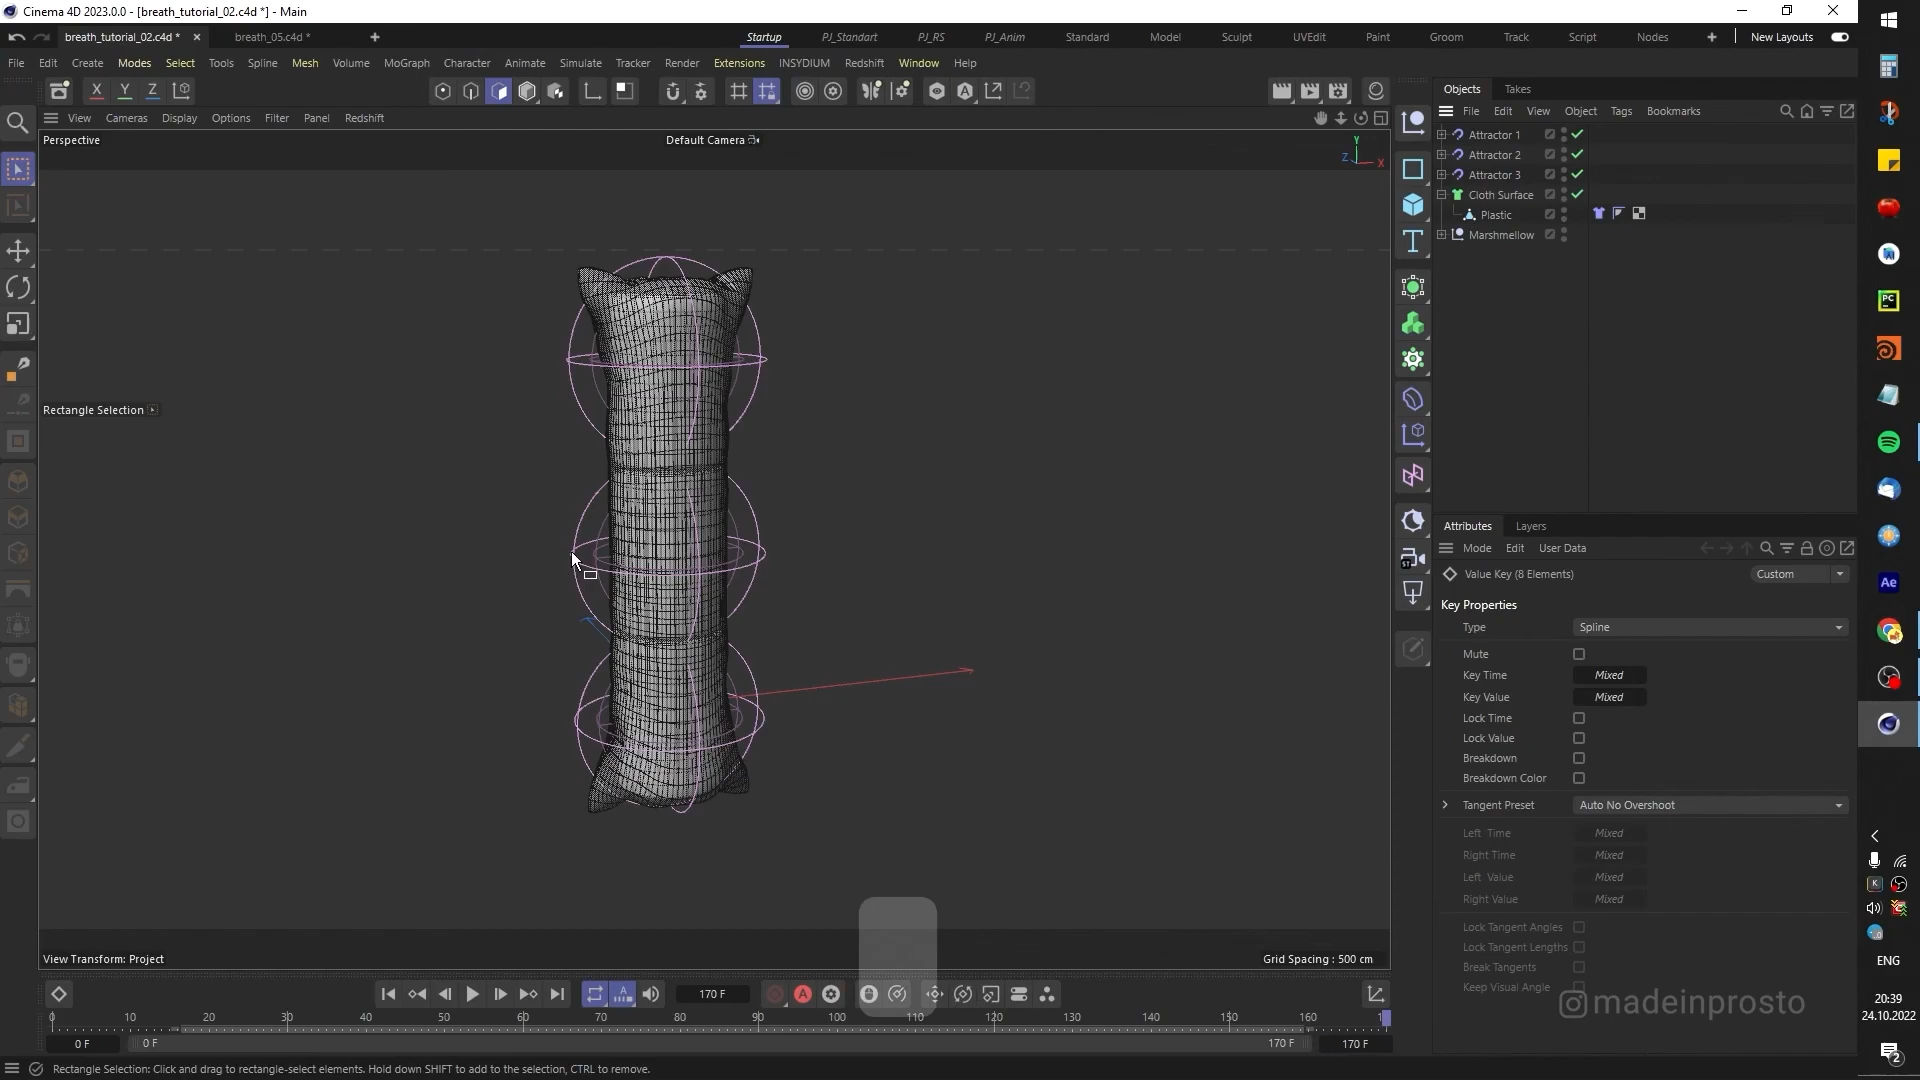 Cinema 4D 2023.0.0 - [breath_tutorial_02.c4d *] - Main
breath_tutorial_02.c4d *
breath_05.c4d *
Startup PJ_Standart PJ_RS PJ_Anim Standard Model Sculpt UVEdit Paint Groom Track Script Nodes New Layouts
File Edit Create Modes Select Tools Spline Mesh Volume MoGraph Character Animate Simulate Tracker Render Extensions INSYDIUM Redshift Window Help
X Y Z
View Cameras Display Options Filter Panel Redshift
Perspective
Default Camera
Y
Z
X
Rectangle Selection
View Transform: Project
Grid Spacing : 500 cm
Objects Takes
File Edit View Object Tags Bookmarks
Attractor 1
Attractor 2
Attractor 3
Cloth Surface
Plastic
Marshmellow
Attributes Layers
Mode Edit User Data
Value Key (8 Elements)
Custom
Key Properties
Type Spline
Mute
Key Time Mixed
Key Value Mixed
Lock Time
Lock Value
Breakdown
Breakdown Color
Tangent Preset Auto No Overshoot
Left Time Mixed
Right Time Mixed
Left Value Mixed
Right Value Mixed
Lock Tangent Angles
Lock Tangent Lengths
Break Tangents
Keep Visual Angle
madeinprosto
170 F
0 10 20 30 40 50 60 70 80 90 100 110 120 130 140 150 160
0 F
0 F
170 F
170 F
Rectangle Selection: Click and drag to rectangle-select elements. Hold down SHIFT to add to the selection, CTRL to remove.
PC
Ae
ENG
20:39
24.10.2022
2